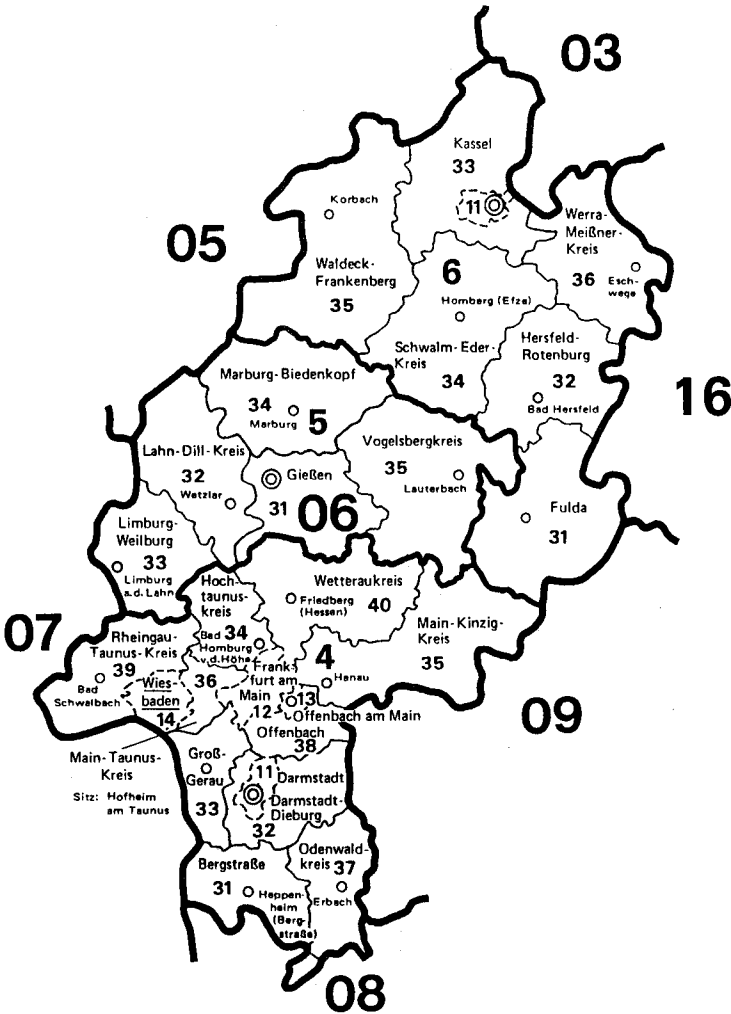 03
Kassel
33
11
Korbach
05
Werra-
Meißner-
Kreis
36
Esch-
wege
Waldeck-
Frankenberg
35
6
Homberg (Efze)
Schwalm-Eder-
Kreis
34
Hersfeld-
Rotenburg
32
Bad Hersfeld
16
Marburg-Biedenkopf
34
Marburg
5
Lahn-Dill-Kreis
32
Wetzlar
Gießen
31
06
Vogelsbergkreis
35
Lauterbach
Fulda
31
Limburg-
Weilburg
33
Limburg
a.d. Lahn
Hoch-
taunus-
kreis
34
Bad
Homburg
v.d.Höhe
Wetteraukreis
Friedberg
(Hessen)
40
Main-Kinzig-
Kreis
35
4
Hanau
07
Rheingau-
Taunus-Kreis
39
Bad
Schwalbach
Wies-
baden
14
36
Frank-
furt am
Main
12
13
Offenbach am Main
Offenbach
38
09
Main-Taunus-
Kreis
Sitz: Hofheim
am Taunus
Groß-
Gerau
33
11
Darmstadt
Darmstadt-
Dieburg
32
Bergstraße
31
Heppen-
heim
(Berg-
straße)
Odenwald-
kreis
37
Erbach
08